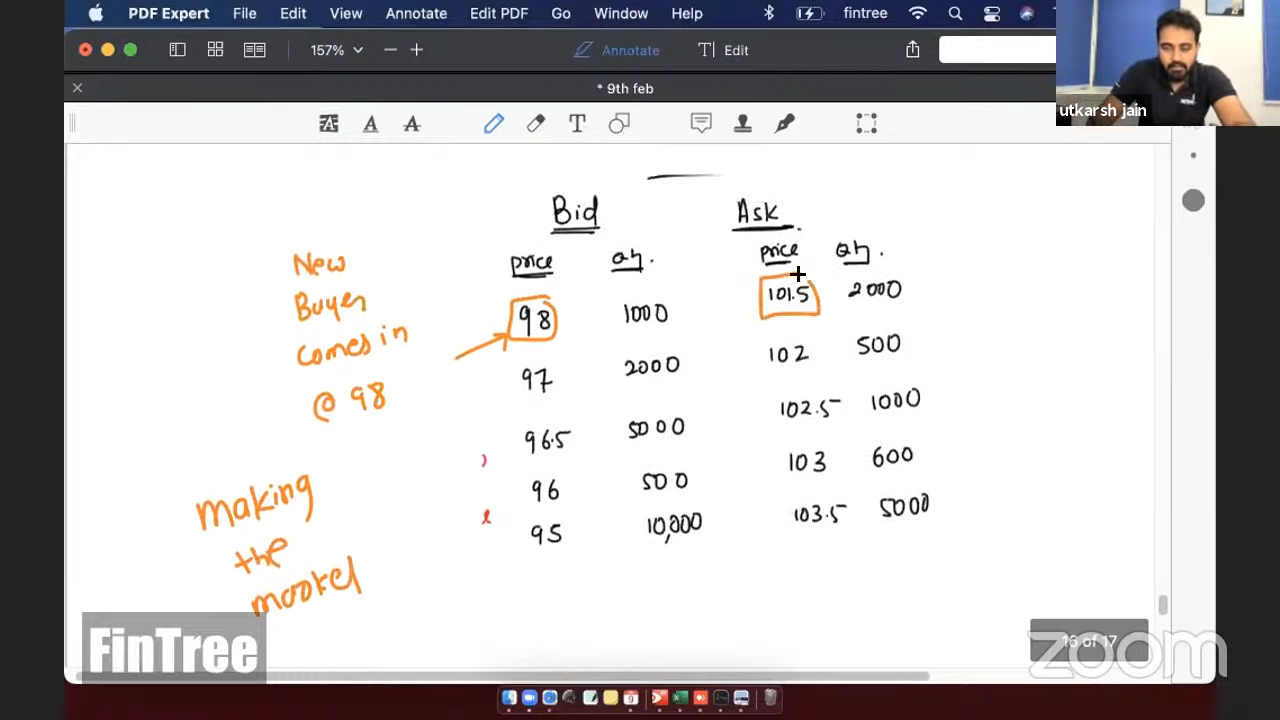 PDF Expert File Edit View Annotate Edit PDF Go Window Help fintree
157% Annotate T| Edit
utkarsh jain
* 9th feb
Bid Ask
price qty. price qty.
98 1000 101.5 2000
97 2000 102 500
96.5 5000 102.5 1000
96 500 103 600
95 10,000 103.5 5000
New
Buyer
comes in
@ 98
making
the
market
FinTree
16 of 17
zoom